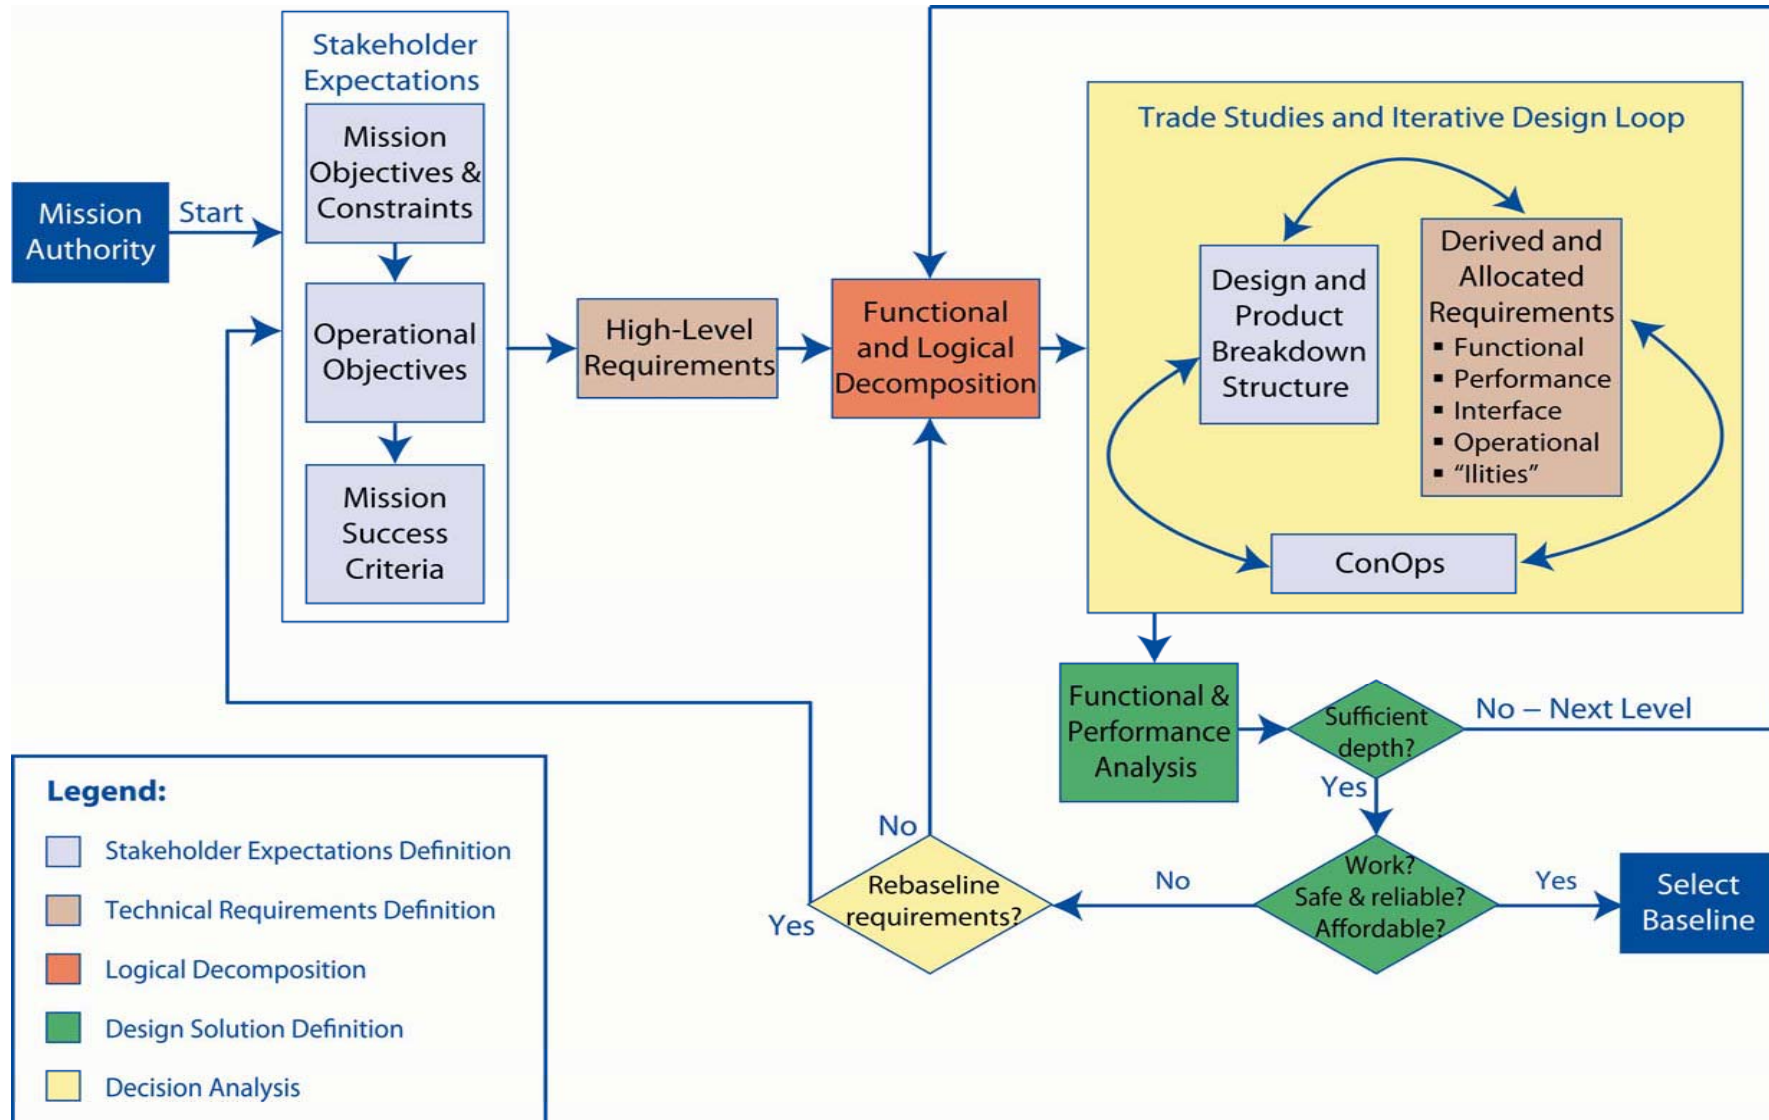 Mission
Authority
Start
Stakeholder
Expectations
Mission
Objectives &
Constraints
Operational
Objectives
Mission
Success
Criteria
High-Level
Requirements
Functional
and Logical
Decomposition
Trade Studies and Iterative Design Loop
Design and
Product
Breakdown
Structure
Derived and
Allocated
Requirements
▪ Functional
▪ Performance
▪ Interface
▪ Operational
▪ “Ilities”
ConOps
Functional &
Performance
Analysis
Sufficient
depth?
No – Next Level
Yes
Work?
Safe & reliable?
Affordable?
Yes
Select
Baseline
No
Rebaseline
requirements?
No
Yes
Legend:
Stakeholder Expectations Definition
Technical Requirements Definition
Logical Decomposition
Design Solution Definition
Decision Analysis